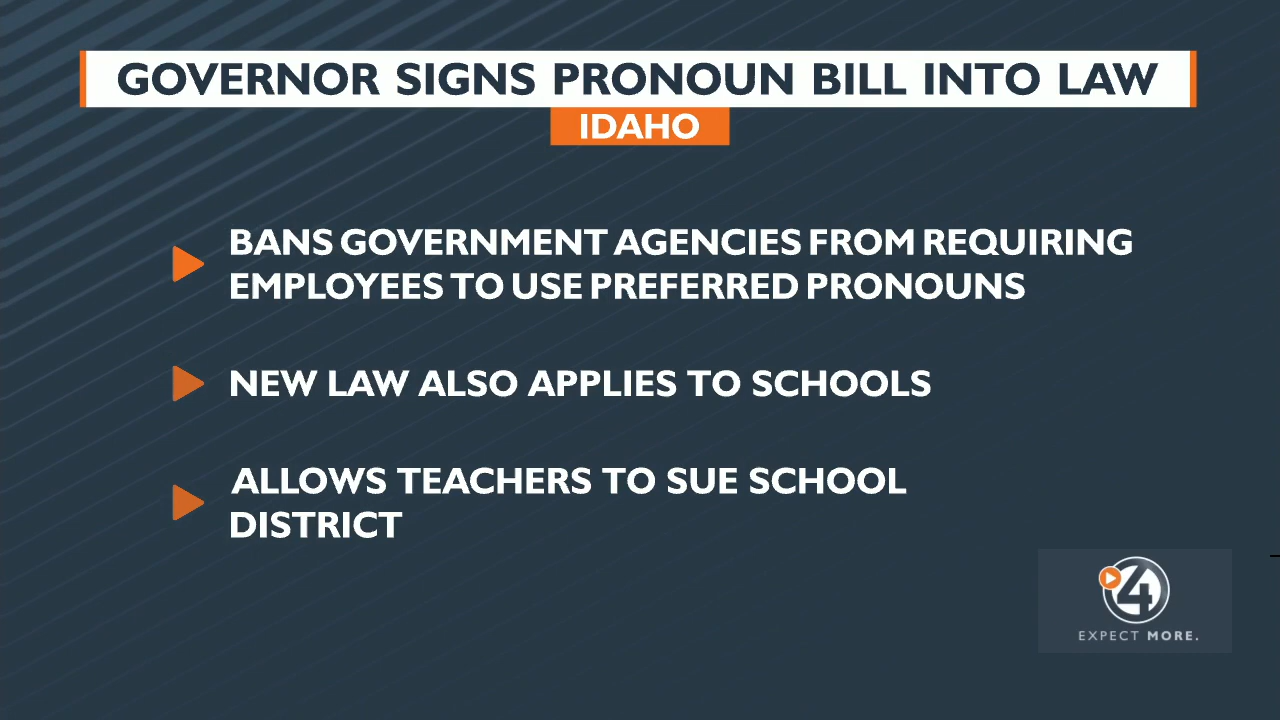 GOVERNOR SIGNS PRONOUN BILL INTO LAW
IDAHO
BANS GOVERNMENT AGENCIES FROM REQUIRING
EMPLOYEES TO USE PREFERRED PRONOUNS
NEW LAW ALSO APPLIES TO SCHOOLS
ALLOWS TEACHERS TO SUE SCHOOL
DISTRICT
4
EXPECT MORE.